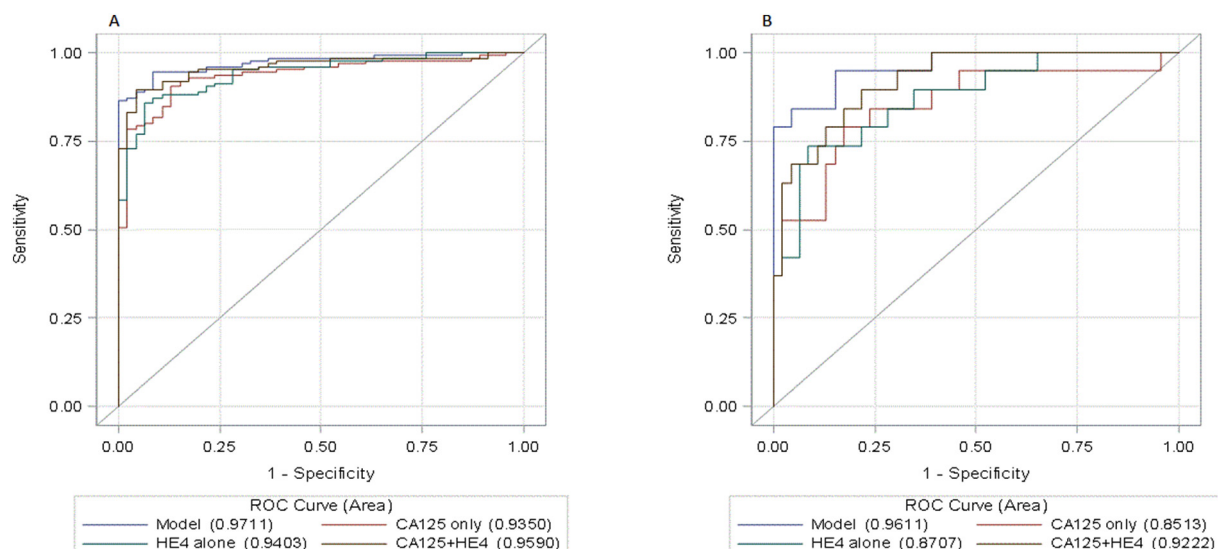 A
1.00
0.75
0.50
0.25
0.00
Sensitivity
0.00 0.25 0.50 0.75 1.00
1 - Specificity
ROC Curve (Area)
Model (0.9711) CA125 only (0.9350)
HE4 alone (0.9403) CA125+HE4 (0.9590)
B
1.00
0.75
0.50
0.25
0.00
Sensitivity
0.00 0.25 0.50 0.75 1.00
1 - Specificity
ROC Curve (Area)
Model (0.9611) CA125 only (0.8513)
HE4 alone (0.8707) CA125+HE4 (0.9222)